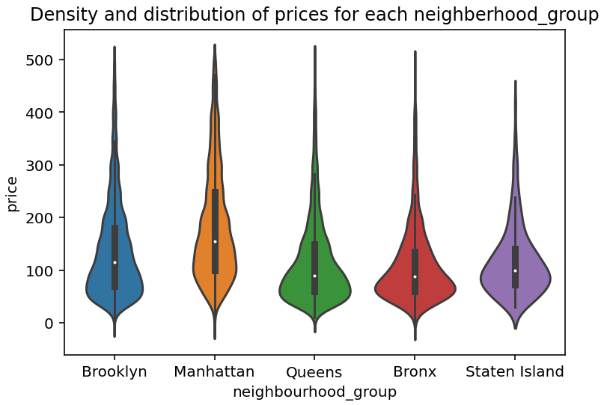 Density and distribution of prices for each neighberhood_group
500
400
300
200
100
0
price
Brooklyn Manhattan Queens Bronx Staten Island
neighbourhood_group